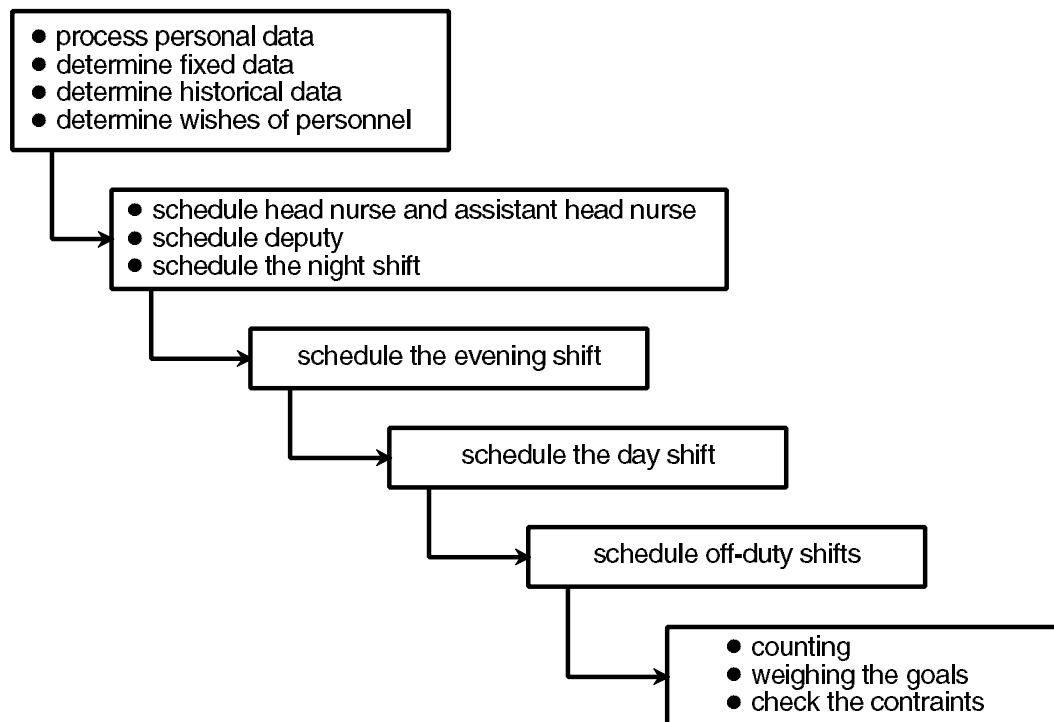 ● process personal data
● determine fixed data
● determine historical data
● determine wishes of personnel
● schedule head nurse and assistant head nurse
● schedule deputy
● schedule the night shift
schedule the evening shift
schedule the day shift
schedule off-duty shifts
● counting
● weighing the goals
● check the contraints